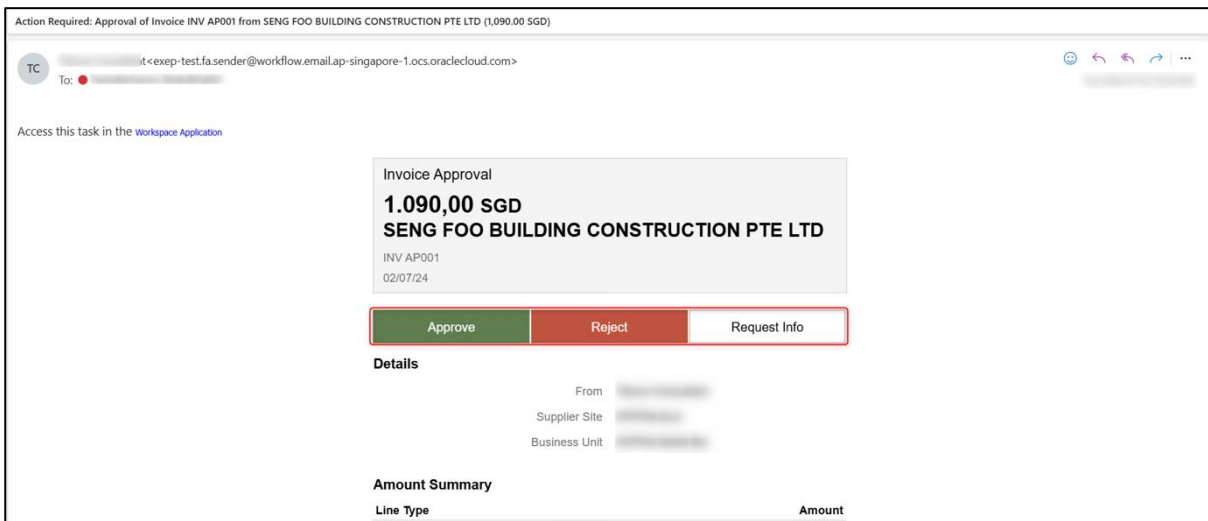 Action Required: Approval of Invoice INV AP001 from SENG FOO BUILDING CONSTRUCTION PTE LTD (1,090.00 SGD)
TC
t<exep-test.fa.sender@workflow.email.ap-singapore-1.ocs.oraclecloud.com>
To:
Access this task in the Workspace Application
Invoice Approval
1.090,00 SGD
SENG FOO BUILDING CONSTRUCTION PTE LTD
INV AP001
02/07/24
Approve Reject Request Info
Details
From
Supplier Site
Business Unit
Amount Summary
Line Type Amount